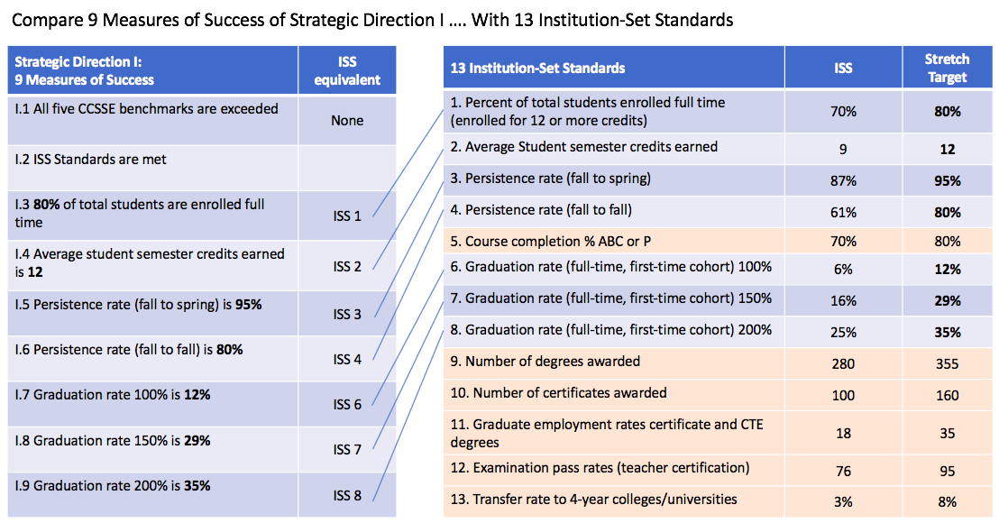 Compare 9 Measures of Success of Strategic Direction I .... With 13 Institution-Set Standards
Strategic Direction I:
9 Measures of Success
ISS
equivalent
I.1 All five CCSSE benchmarks are exceeded
None
I.2 ISS Standards are met
I.3 80% of total students are enrolled full
time
ISS 1
I.4 Average student semester credits earned
is 12
ISS 2
I.5 Persistence rate (fall to spring) is 95%
ISS 3
I.6 Persistence rate (fall to fall) is 80%
ISS 4
I.7 Graduation rate 100% is 12%
ISS 6
I.8 Graduation rate 150% is 29%
ISS 7
I.9 Graduation rate 200% is 35%
ISS 8
13 Institution-Set Standards
ISS
Stretch
Target
1. Percent of total students enrolled full time
(enrolled for 12 or more credits)
70%
80%
2. Average Student semester credits earned
9
12
3. Persistence rate (fall to spring)
87%
95%
4. Persistence rate (fall to fall)
61%
80%
5. Course completion % ABC or P
70%
80%
6. Graduation rate (full-time, first-time cohort) 100%
6%
12%
7. Graduation rate (full-time, first-time cohort) 150%
16%
29%
8. Graduation rate (full-time, first-time cohort) 200%
25%
35%
9. Number of degrees awarded
280
355
10. Number of certificates awarded
100
160
11. Graduate employment rates certificate and CTE
degrees
18
35
12. Examination pass rates (teacher certification)
76
95
13. Transfer rate to 4-year colleges/universities
3%
8%